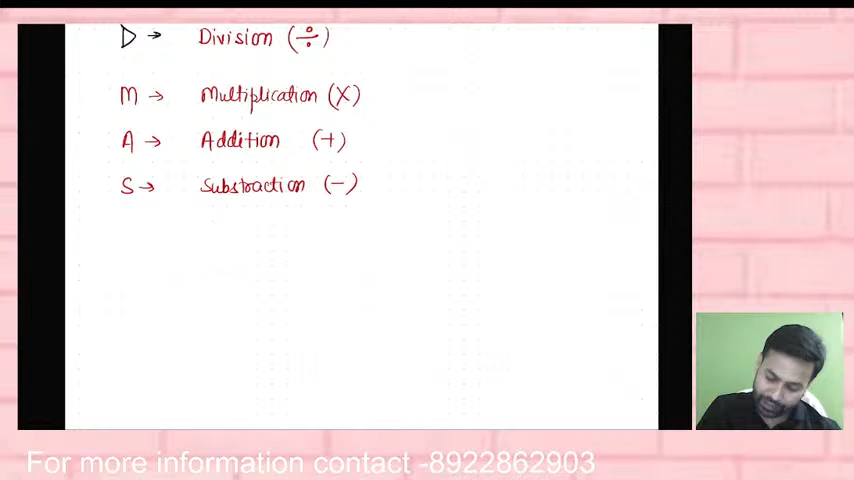 D → Division (÷)
M → Multiplication (X)
A → Addition (+)
S → Substraction (-)
For more information contact -8922862903